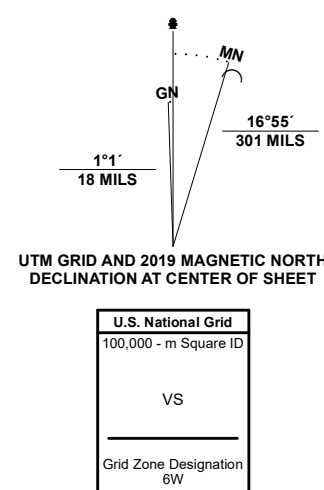 MN
GN
16°55´
301 MILS
1°1´
18 MILS
UTM GRID AND 2019 MAGNETIC NORTH
DECLINATION AT CENTER OF SHEET
U.S. National Grid
100,000 - m Square ID
VS
Grid Zone Designation
6W